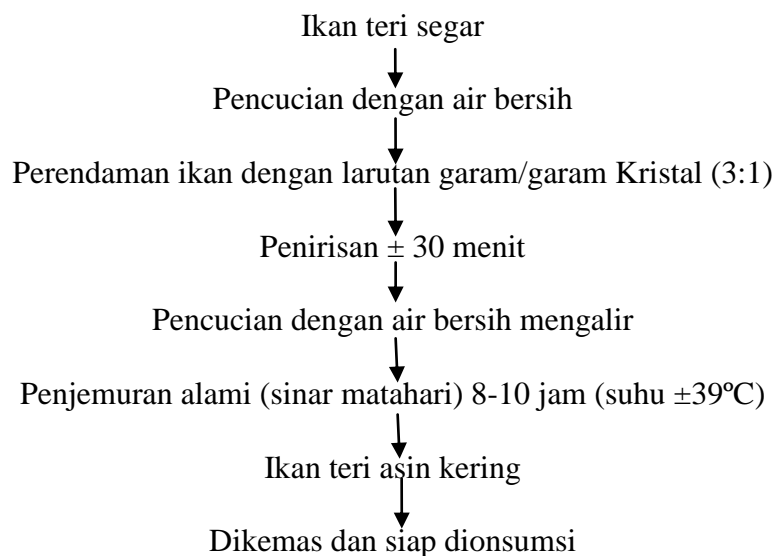 Ikan teri segar
Pencucian dengan air bersih
Perendaman ikan dengan larutan garam/garam Kristal (3:1)
Penirisan ± 30 menit
Pencucian dengan air bersih mengalir
Penjemuran alami (sinar matahari) 8-10 jam (suhu ±39ºC)
Ikan teri asin kering
Dikemas dan siap dionsumsi